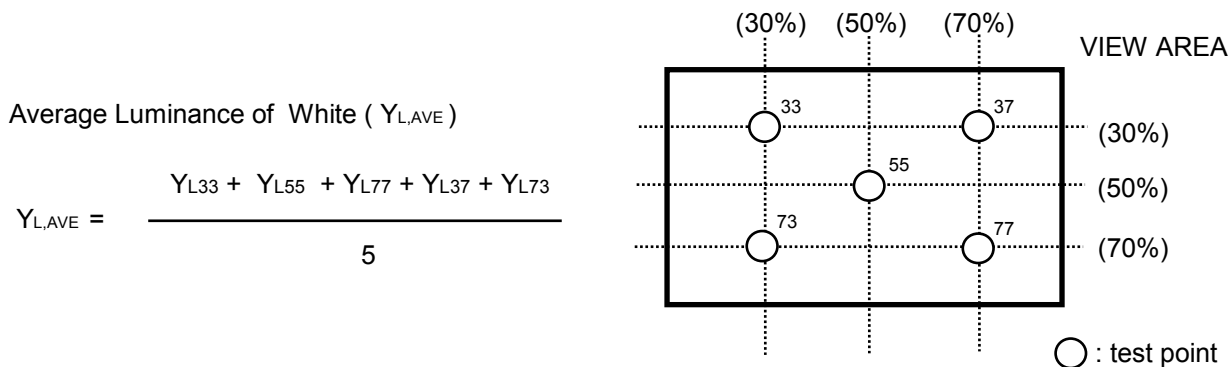 (30%) (50%) (70%)
VIEW AREA
Average Luminance of White ( YL,AVE )
YL,AVE = YL33 + YL55 + YL77 + YL37 + YL73
5
33 37
(30%)
55
(50%)
73 77
(70%)
: test point